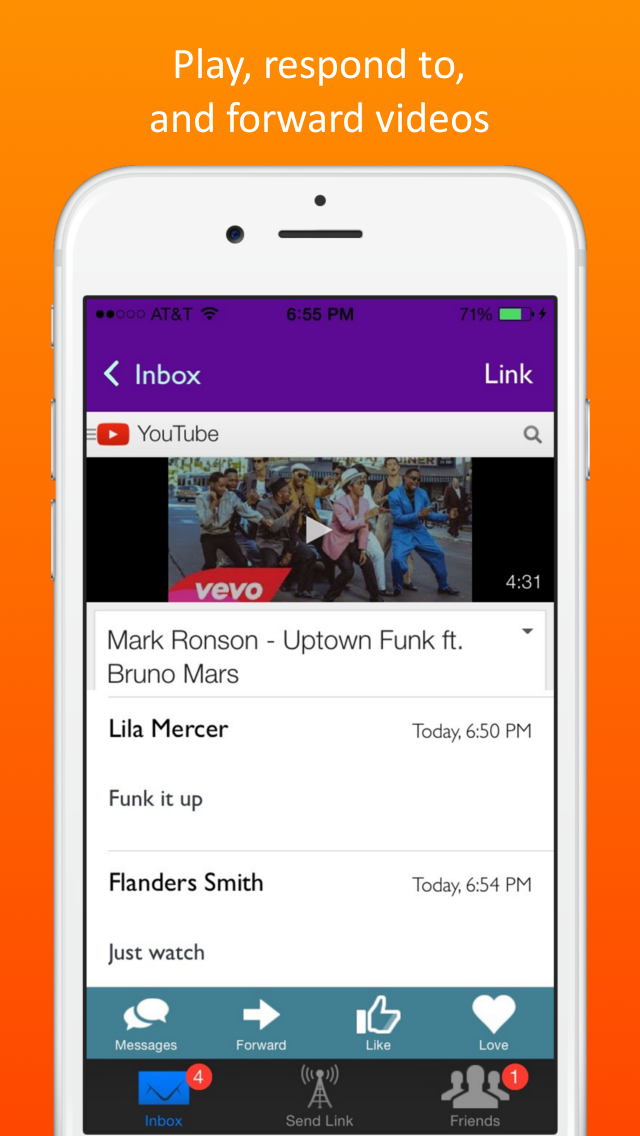 Play, respond to,
and forward videos
AT&T 6:55 PM 71%
Inbox Link
YouTube
DINER
vevo
4:31
Mark Ronson - Uptown Funk ft.
Bruno Mars
Lila Mercer Today, 6:50 PM
Funk it up
Flanders Smith Today, 6:54 PM
Just watch
Messages Forward Like Love
4 1
Inbox Send Link Friends